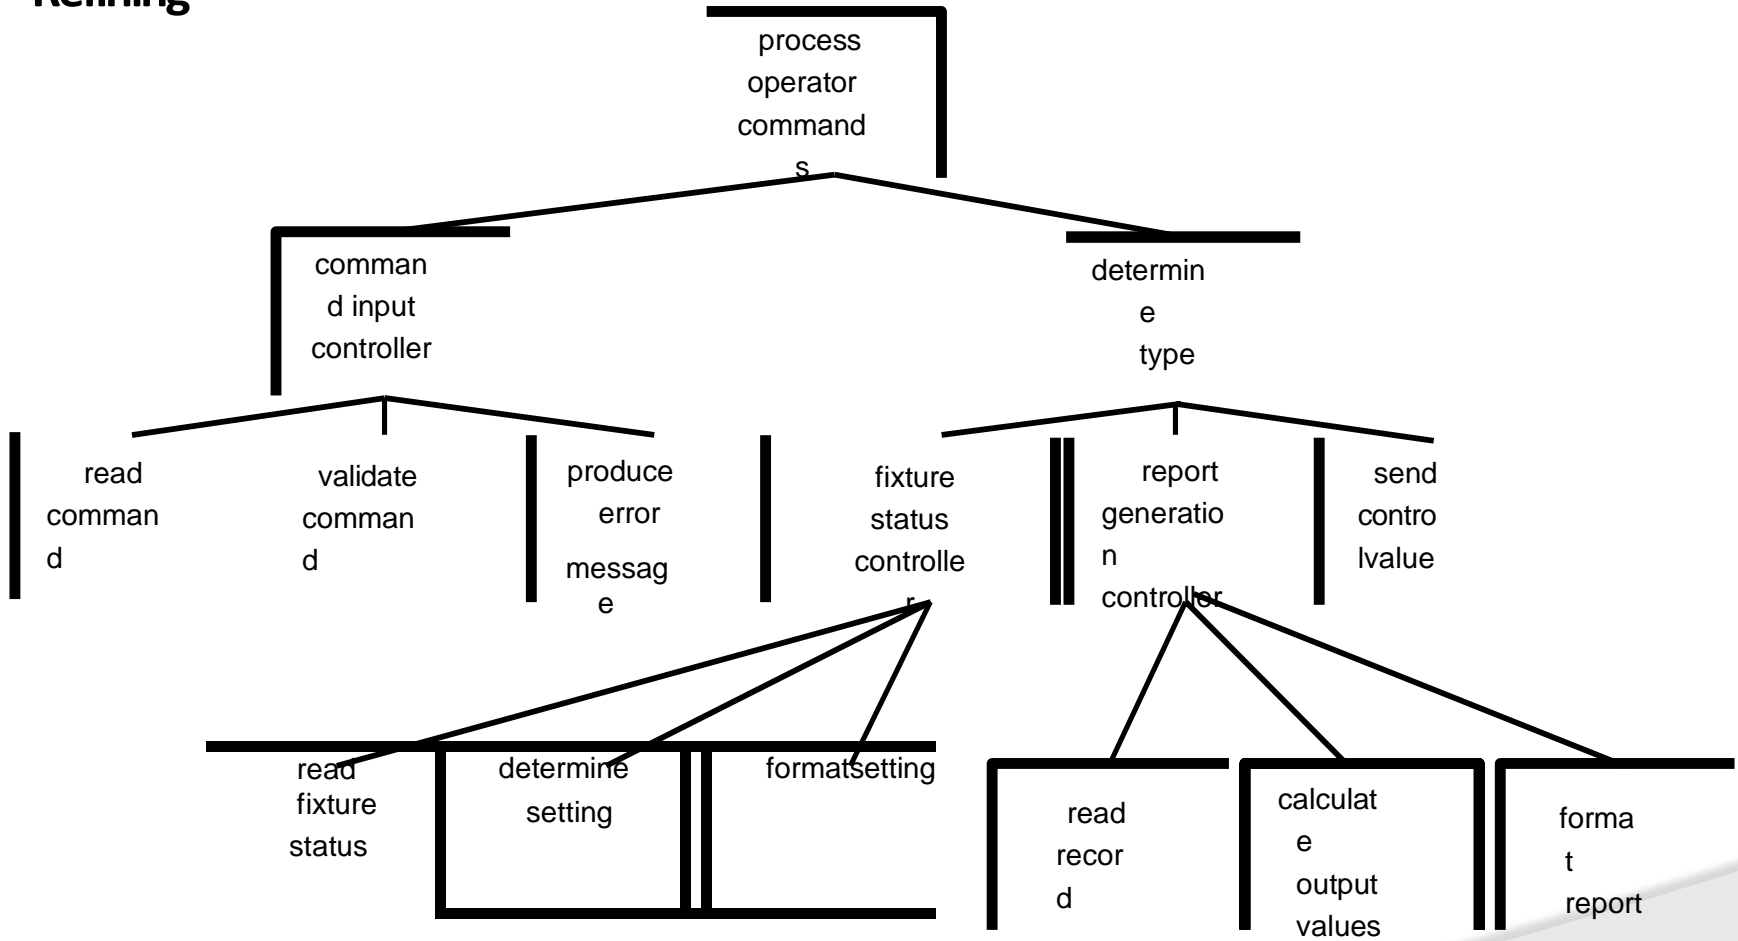 Refining
process
operator
command
s
comman
d input
controller
determin
e
type
read
comman
d
validate
comman
d
produce
error
messag
e
fixture
status
controlle
r
report
generatio
n
controller
send
contro
lvalue
read
fixture
status
determine
setting
formatsetting
read
recor
d
calculat
e
output
values
forma
t
report